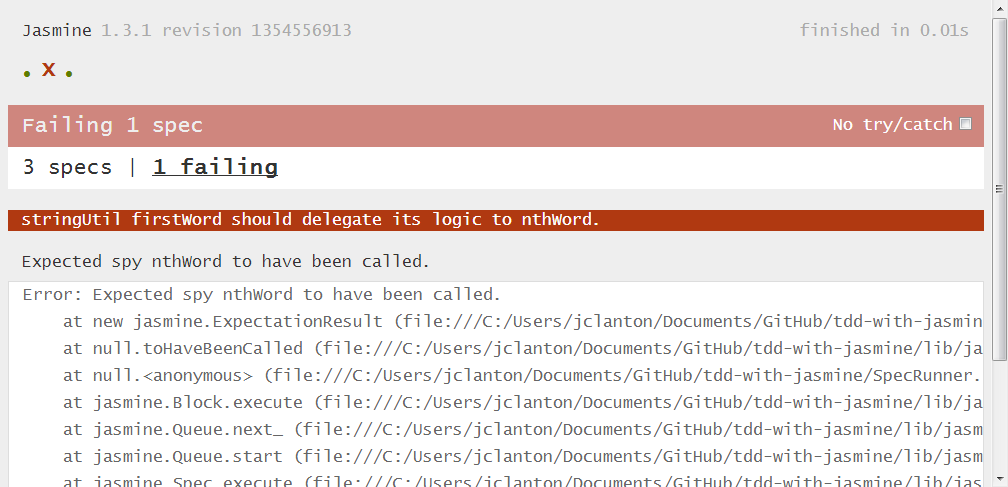 Jasmine 1.3.1 revision 1354556913 finished in 0.01s
. X .
Failing 1 spec No try/catch
3 specs | 1 failing
stringUtil firstWord should delegate its logic to nthWord.
Expected spy nthWord to have been called.
Error: Expected spy nthWord to have been called.
at new jasmine.ExpectationResult (file:///C:/Users/jclanton/Documents/GitHub/tdd-with-jasmin
at null.toHaveBeenCalled (file:///C:/Users/jclanton/Documents/GitHub/tdd-with-jasmine/lib/ja
at null.<anonymous> (file:///C:/Users/jclanton/Documents/GitHub/tdd-with-jasmine/SpecRunner.
at jasmine.Block.execute (file:///C:/Users/jclanton/Documents/GitHub/tdd-with-jasmine/lib/ja
at jasmine.Queue.next_ (file:///C:/Users/jclanton/Documents/GitHub/tdd-with-jasmine/lib/jasm
at jasmine.Queue.start (file:///C:/Users/jclanton/Documents/GitHub/tdd-with-jasmine/lib/jasm
at jasmine.Spec.execute (file:///C:/Users/jclanton/Documents/GitHub/tdd-with-jasmine/lib/jas